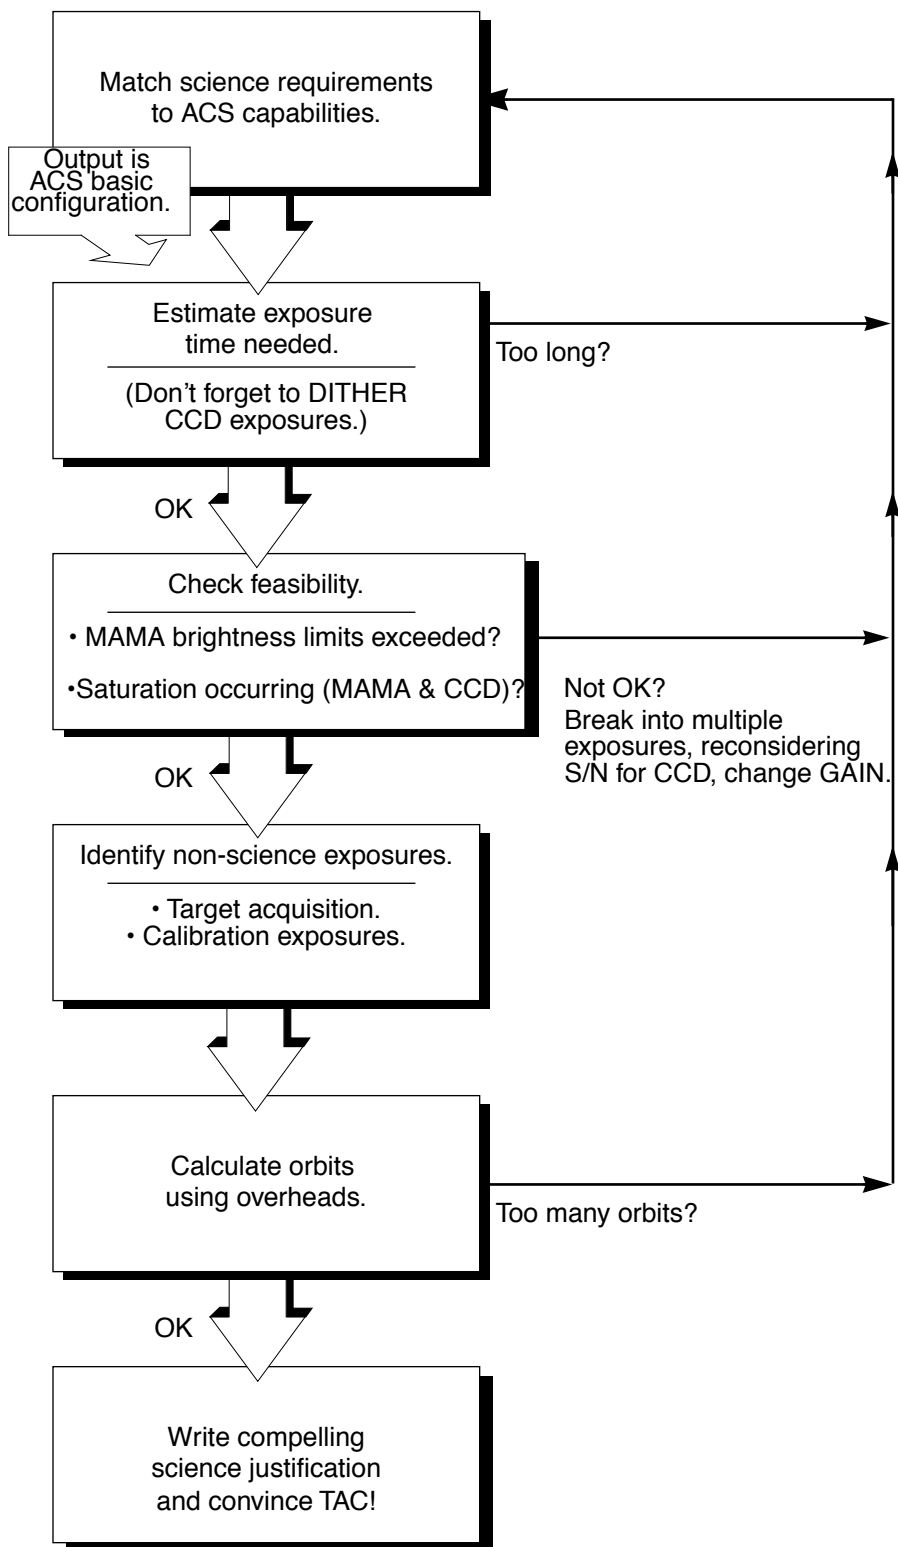 Match science requirements
to ACS capabilities.
Output is
ACS basic
configuration.
Estimate exposure
time needed.
(Don't forget to DITHER
CCD exposures.)
Too long?
OK
Check feasibility.
• MAMA brightness limits exceeded?
•Saturation occurring (MAMA & CCD)?
Not OK?
Break into multiple
exposures, reconsidering
S/N for CCD, change GAIN.
OK
Identify non-science exposures.
• Target acquisition.
• Calibration exposures.
Calculate orbits
using overheads.
Too many orbits?
OK
Write compelling
science justification
and convince TAC!